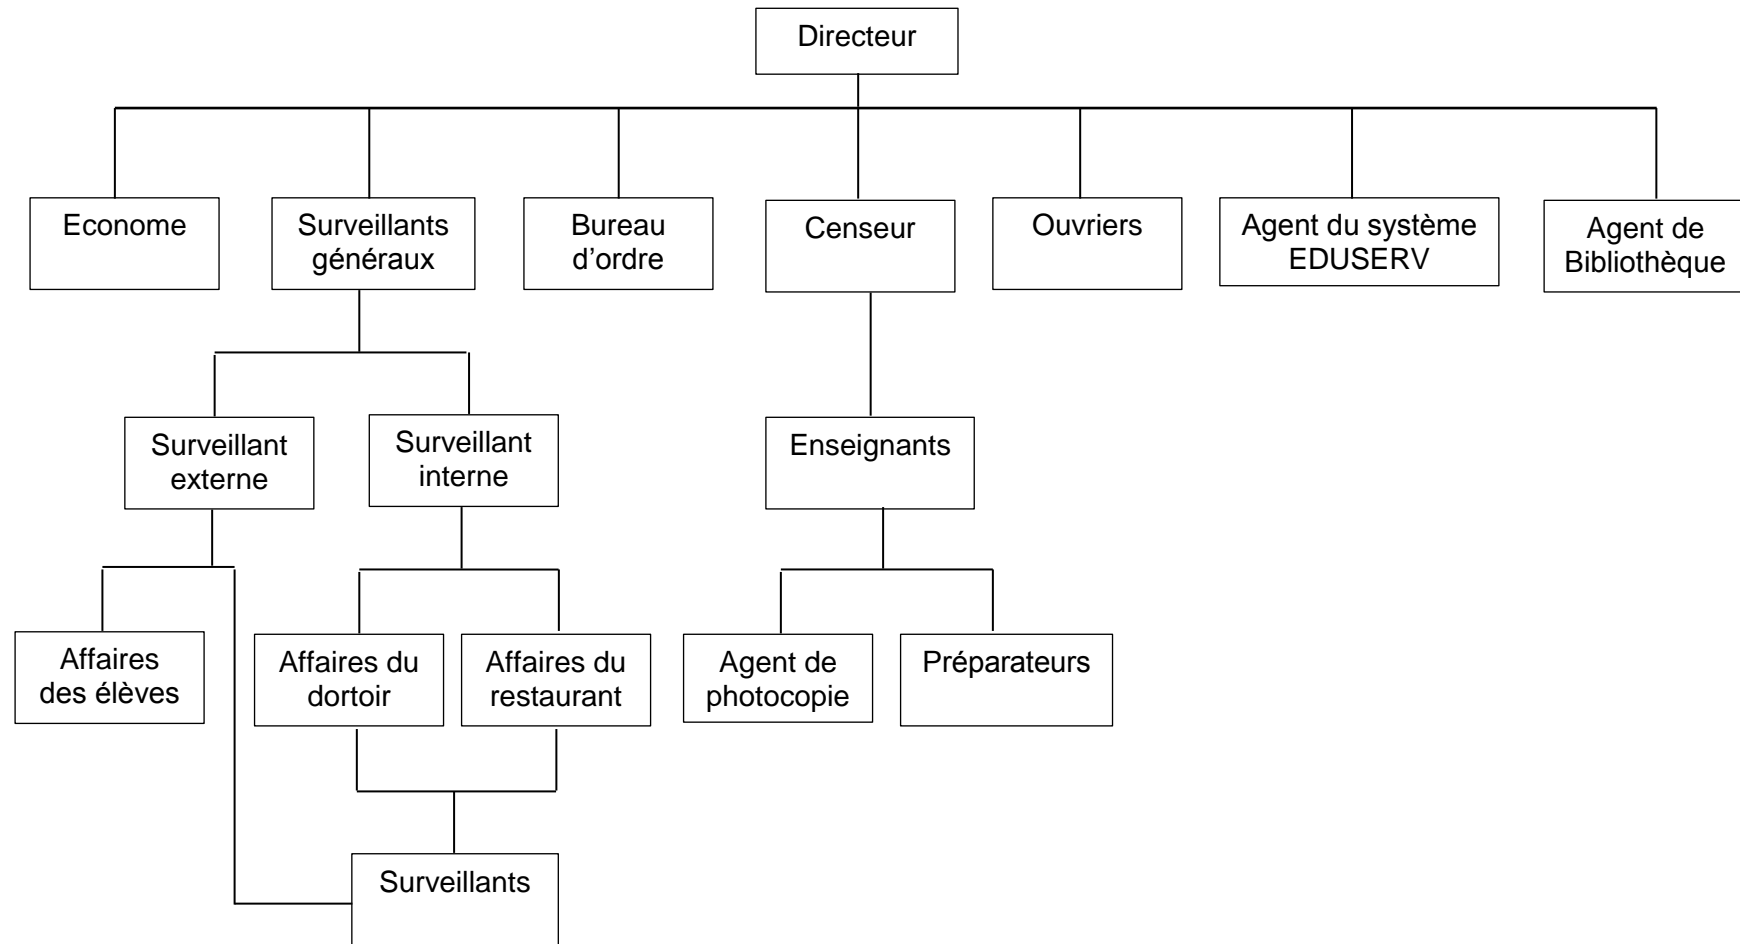 Directeur
Econome
Surveillants
généraux
Bureau
d’ordre
Censeur
Ouvriers
Agent du système
EDUSERV
Agent de
Bibliothèque
Surveillant
externe
Surveillant
interne
Enseignants
Affaires
des élèves
Affaires du
dortoir
Affaires du
restaurant
Agent de
photocopie
Préparateurs
Surveillants